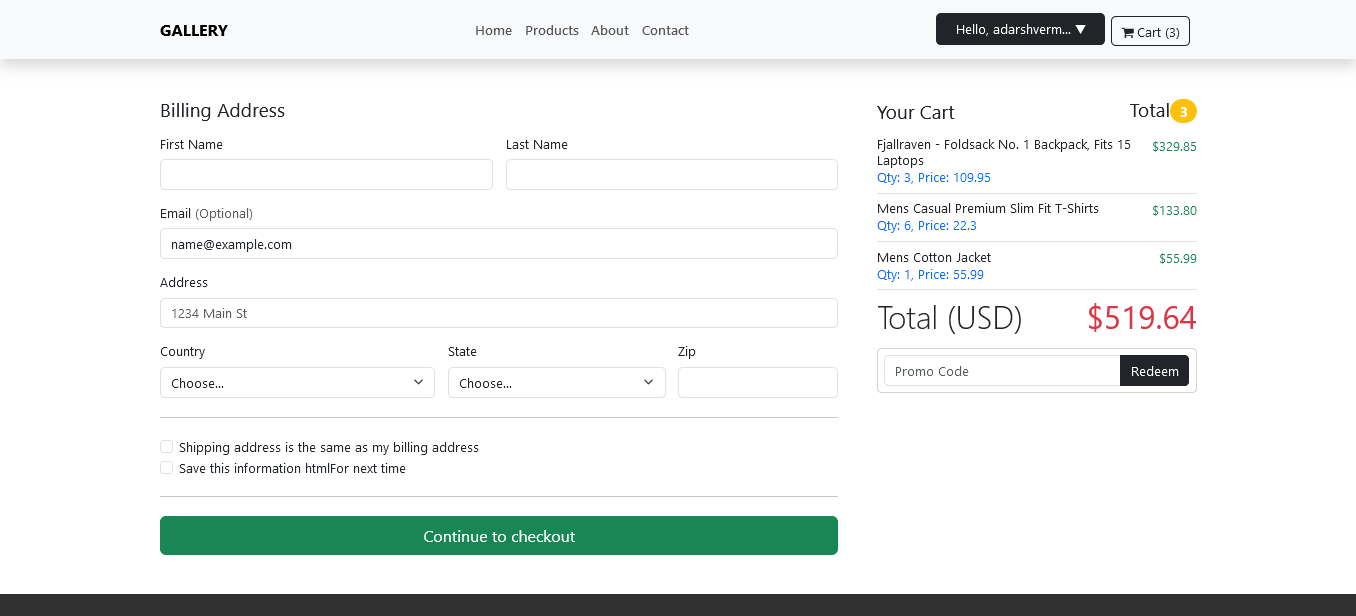 GALLERY
Home Products About Contact
Hello, adarshverm... ▼
Cart (3)
Billing Address
First Name
Last Name
Email (Optional)
name@example.com
Address
1234 Main St
Country
State
Zip
Choose...
Choose...
Shipping address is the same as my billing address
Save this information htmlFor next time
Continue to checkout
Your Cart
Total 3
Fjallraven - Foldsack No. 1 Backpack, Fits 15
Laptops
$329.85
Qty: 3, Price: 109.95
Mens Casual Premium Slim Fit T-Shirts
$133.80
Qty: 6, Price: 22.3
Mens Cotton Jacket
$55.99
Qty: 1, Price: 55.99
Total (USD)
$519.64
Promo Code
Redeem